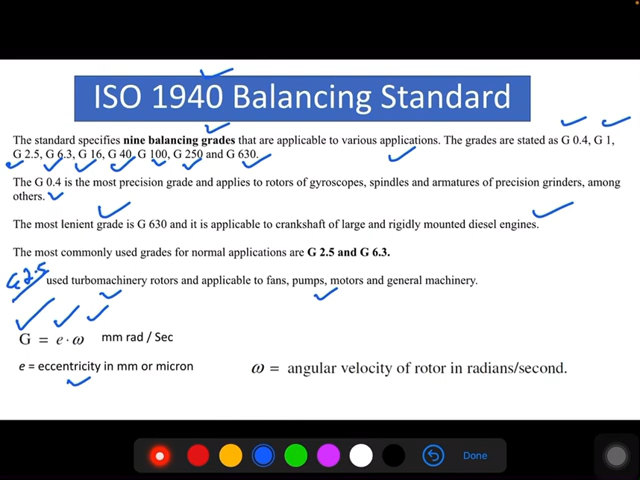 ISO 1940 Balancing Standard
The standard specifies nine balancing grades that are applicable to various applications. The grades are stated as G 0.4, G 1,
G 2.5, G 6.3, G 16, G 40, G 100, G 250 and G 630.
The G 0.4 is the most precision grade and applies to rotors of gyroscopes, spindles and armatures of precision grinders, among
others.
The most lenient grade is G 630 and it is applicable to crankshaft of large and rigidly mounted diesel engines.
The most commonly used grades for normal applications are G 2.5 and G 6.3.
G 2.5 used turbomachinery rotors and applicable to fans, pumps, motors and general machinery.
G = e · ω mm rad / Sec
e = eccentricity in mm or micron
ω = angular velocity of rotor in radians/second.
Done